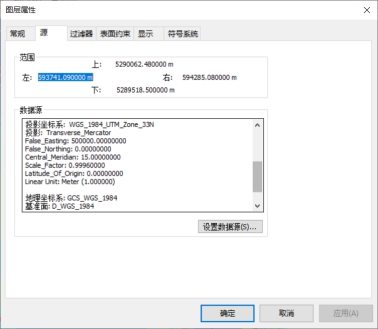 图层属性
常规 源 过滤器 表面约束 显示 符号系统
范围
上: 5290062.480000 m
左: 593741.090000 m 右: 594285.080000 m
下: 5289518.500000 m
数据源
投影坐标系: WGS_1984_UTM_Zone_33N
投影: Transverse_Mercator
False_Easting: 500000.00000000
False_Northing: 0.00000000
Central_Meridian: 15.00000000
Scale_Factor: 0.99960000
Latitude_Of_Origin: 0.00000000
Linear Unit: Meter (1.000000)
地理坐标系: GCS_WGS_1984
基准面: D_WGS_1984
设置数据源(S)...
确定 取消 应用(A)